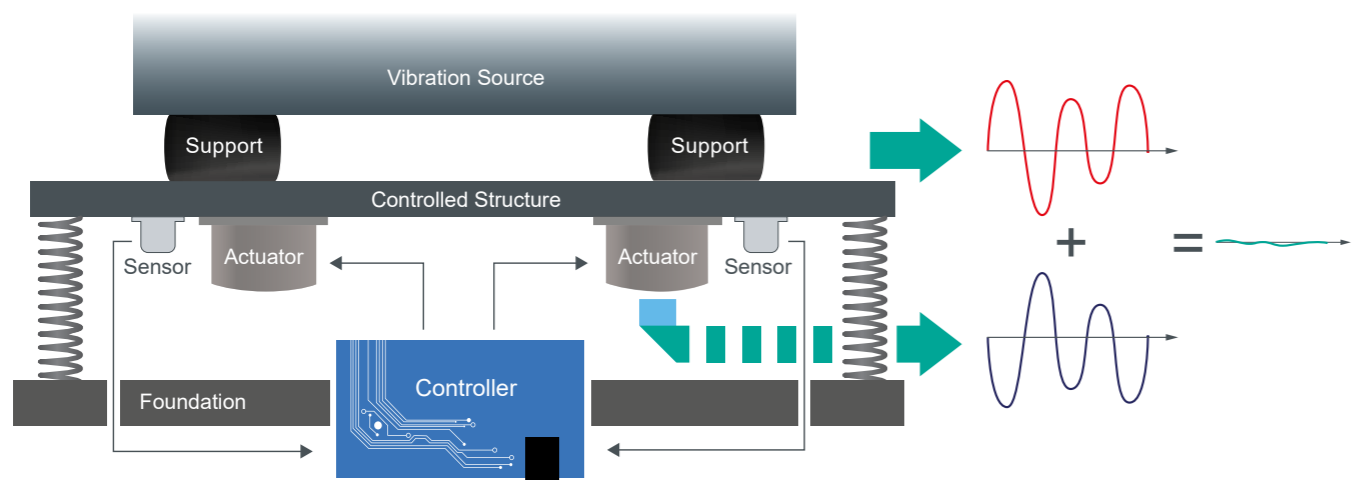 Vibration Source
Support
Support
Controlled Structure
Sensor
Actuator
Actuator
Sensor
+
=
Controller
Foundation